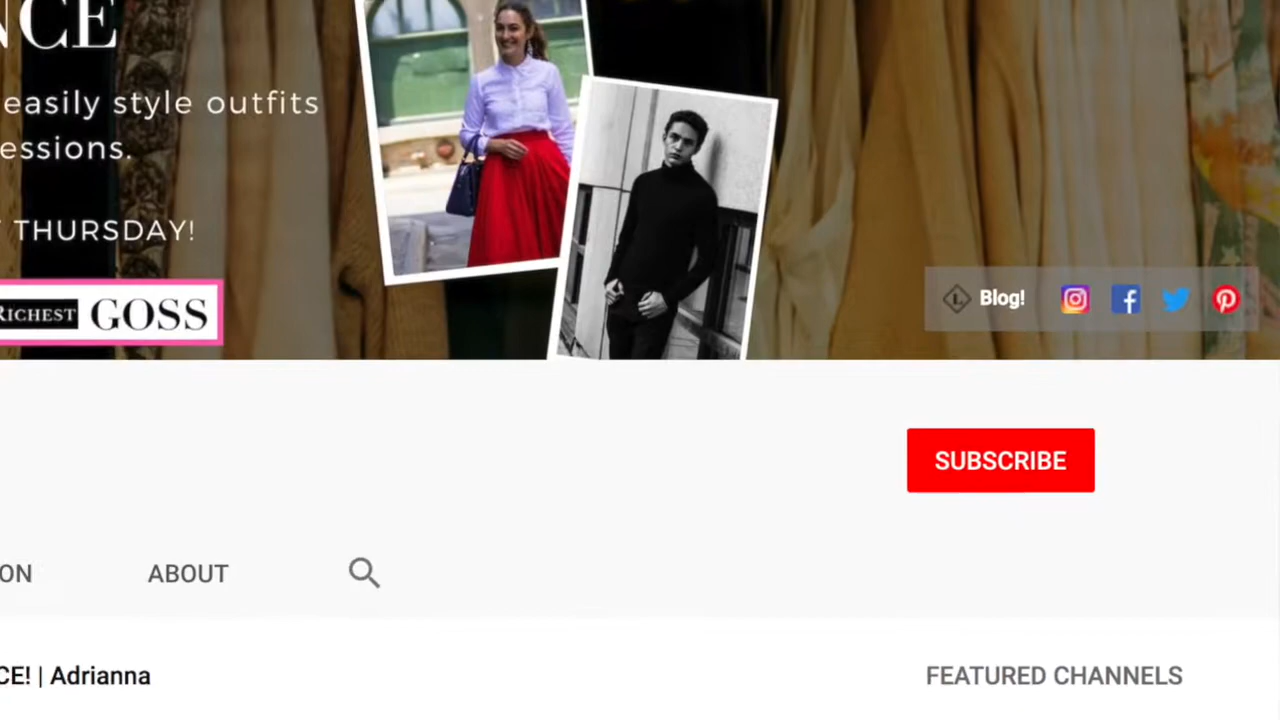 NCE
easily style outfits
essions.
THURSDAY!
RICHEST GOSS
Blog!
SUBSCRIBE
ON ABOUT
CE! | Adrianna
FEATURED CHANNELS